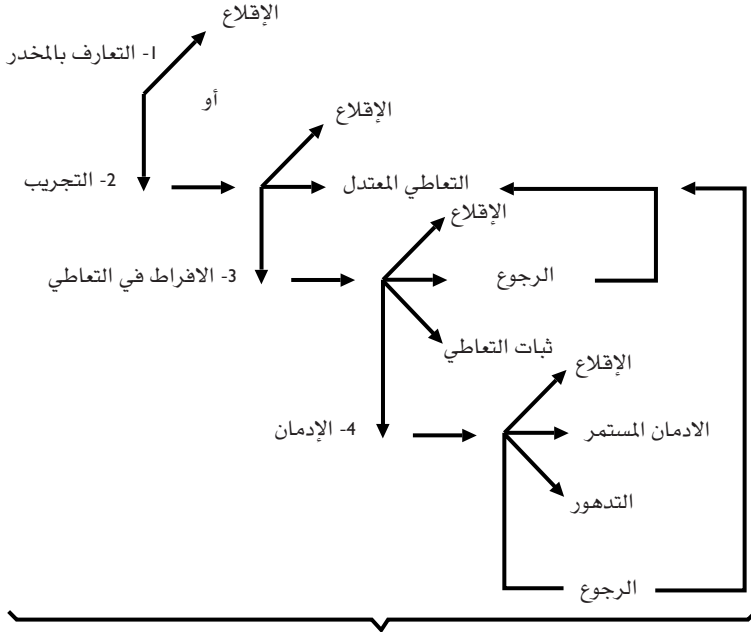 الإقلاع
1- التعارف بالمخدر
أو
الإقلاع
2- التجريب
التعاطي المعتدل
الإقلاع
3- الافراط في التعاطي
الرجوع
ثبات التعاطي
الإقلاع
4- الإدمان
الادمان المستمر
التدهور
الرجوع